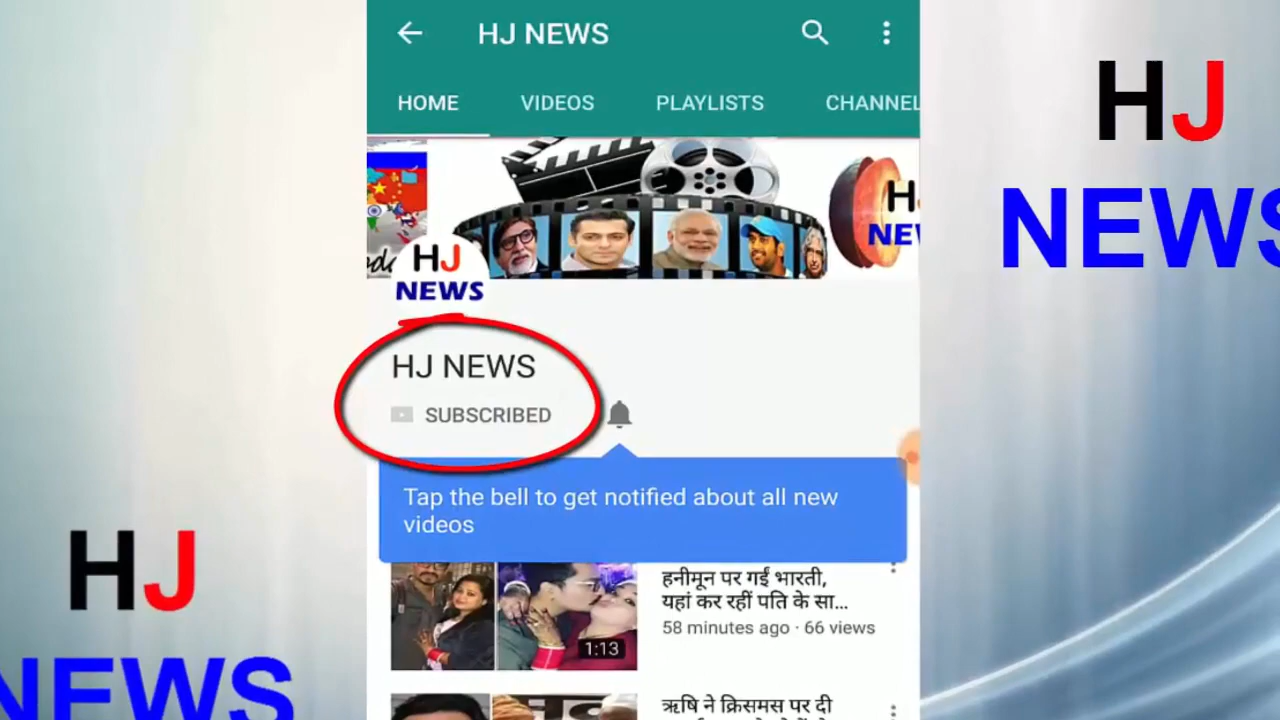 HJ NEWS
HOME VIDEOS PLAYLISTS CHANNEL
HJ
NEWS
HJ
NEWS
HJ NEWS
SUBSCRIBED
Tap the bell to get notified about all new
videos
हनीमून पर गईं भारती,
यहां कर रहीं पति के सा...
58 minutes ago · 66 views
1:13
ऋषि ने क्रिसमस पर दी
HJ
NEWS